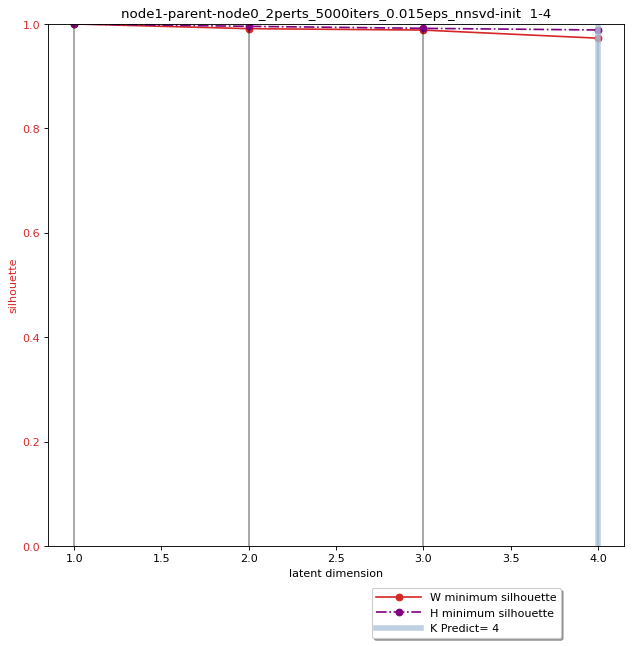 node1-parent-node0_2perts_5000iters_0.015eps_nnsvd-init  1-4
1.0
0.8
0.6
0.4
0.2
0.0
silhouette
1.0 1.5 2.0 2.5 3.0 3.5 4.0
latent dimension
W minimum silhouette
H minimum silhouette
K Predict= 4